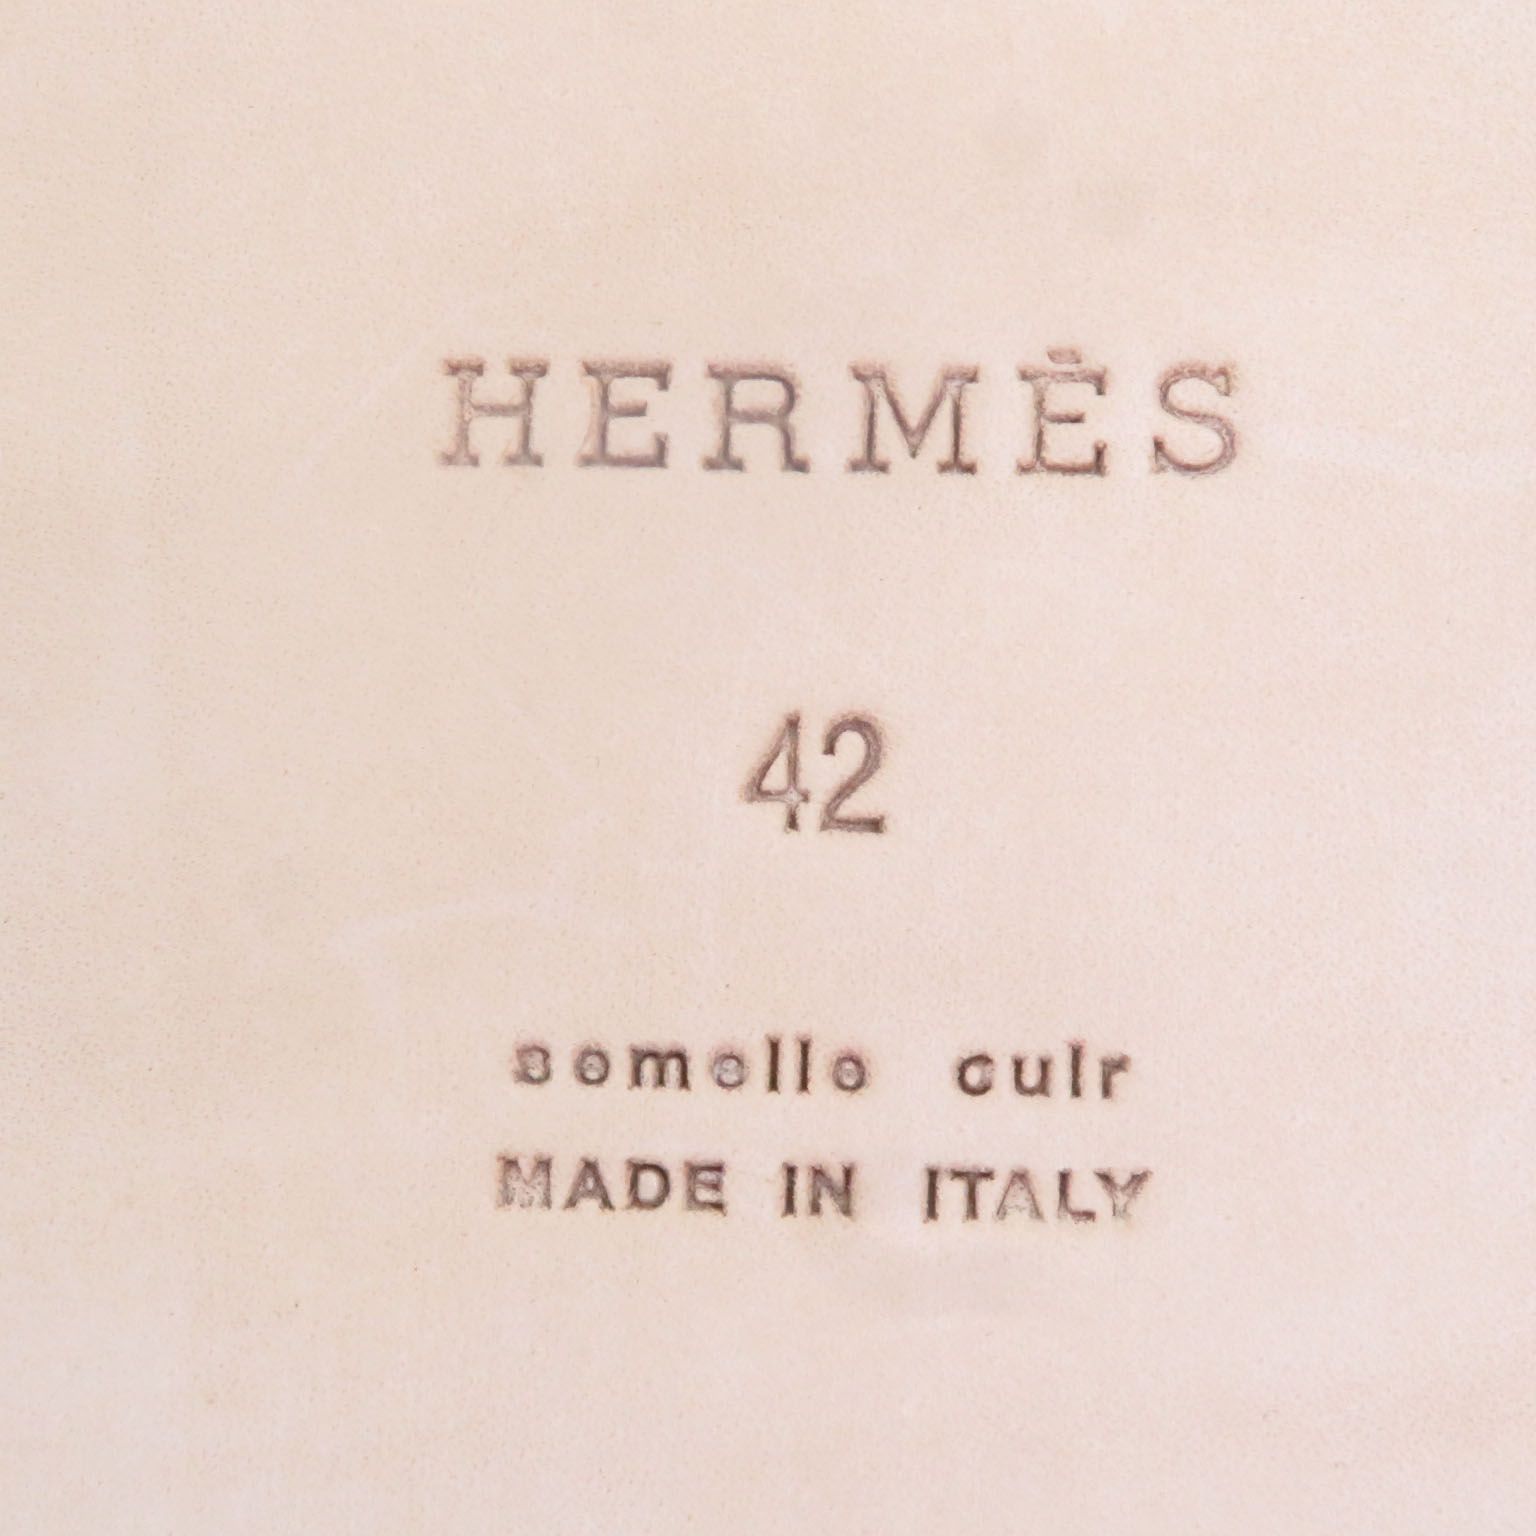 HERMÈS
42
semelle cuir
MADE IN ITALY